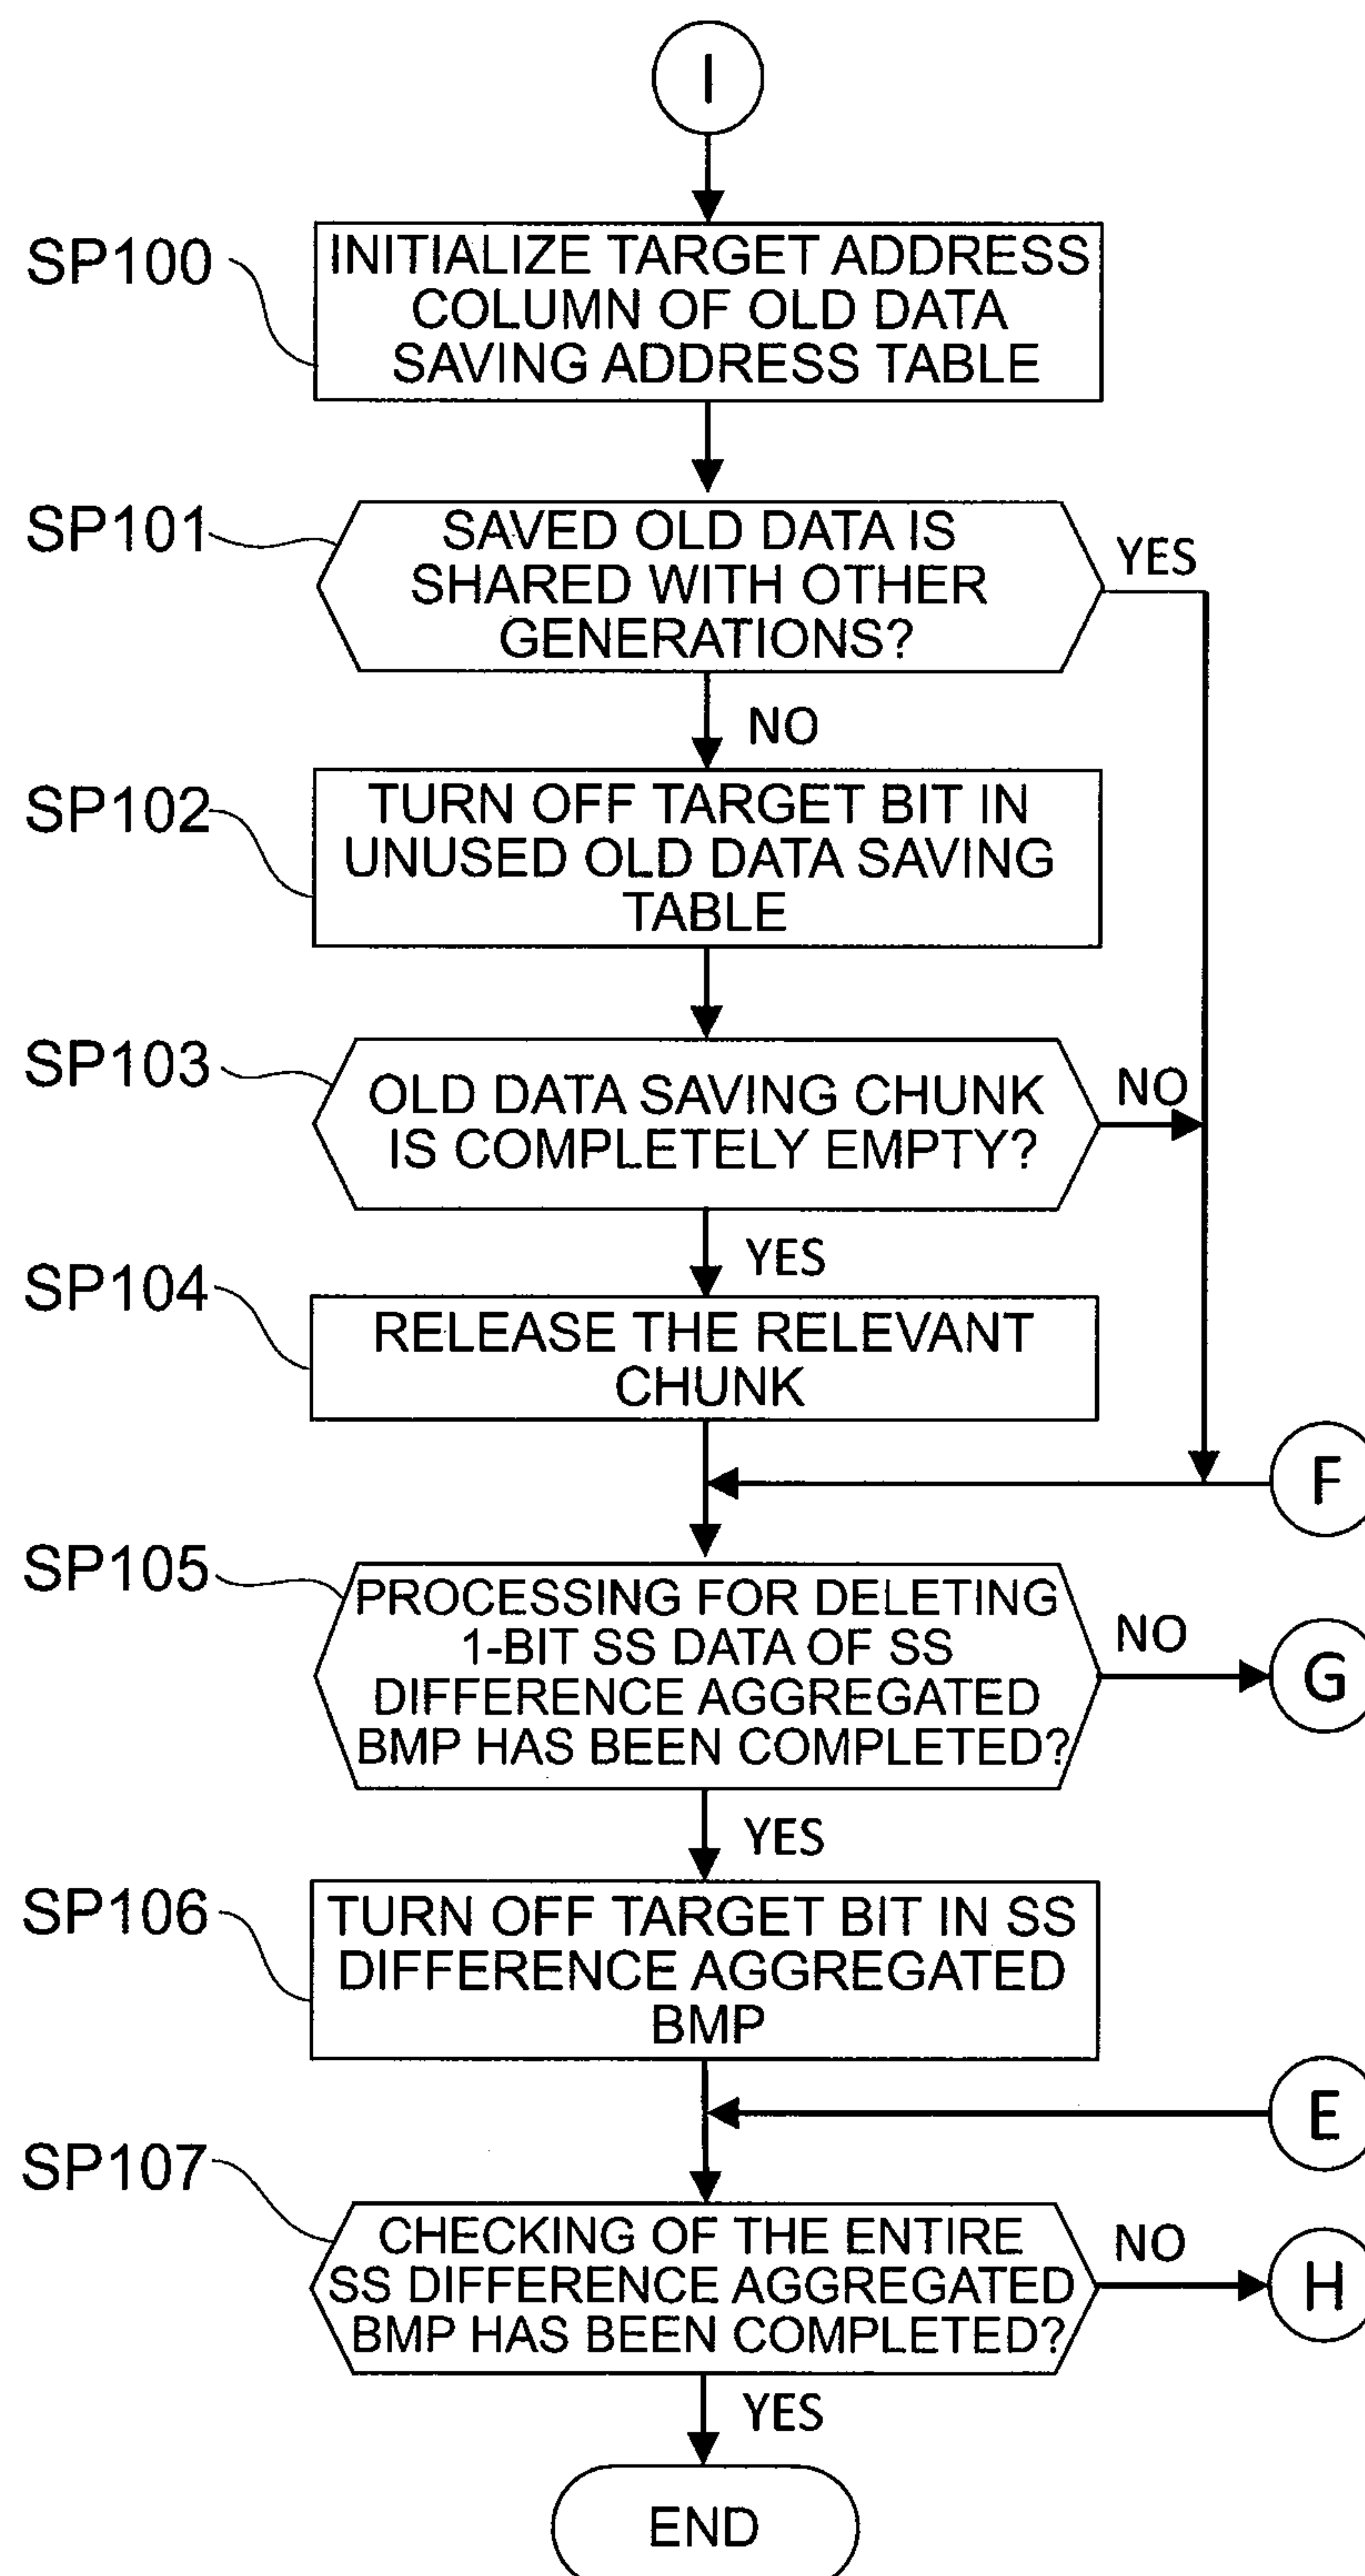 I
SP100
INITIALIZE TARGET ADDRESS
COLUMN OF OLD DATA
SAVING ADDRESS TABLE
SP101
SAVED OLD DATA IS
SHARED WITH OTHER
GENERATIONS?
YES
NO
SP102
TURN OFF TARGET BIT IN
UNUSED OLD DATA SAVING
TABLE
SP103
OLD DATA SAVING CHUNK
IS COMPLETELY EMPTY?
NO
YES
SP104
RELEASE THE RELEVANT
CHUNK
F
SP105
PROCESSING FOR DELETING
1-BIT SS DATA OF SS
DIFFERENCE AGGREGATED
BMP HAS BEEN COMPLETED?
NO
G
YES
SP106
TURN OFF TARGET BIT IN SS
DIFFERENCE AGGREGATED
BMP
E
SP107
CHECKING OF THE ENTIRE
SS DIFFERENCE AGGREGATED
BMP HAS BEEN COMPLETED?
NO
H
YES
END